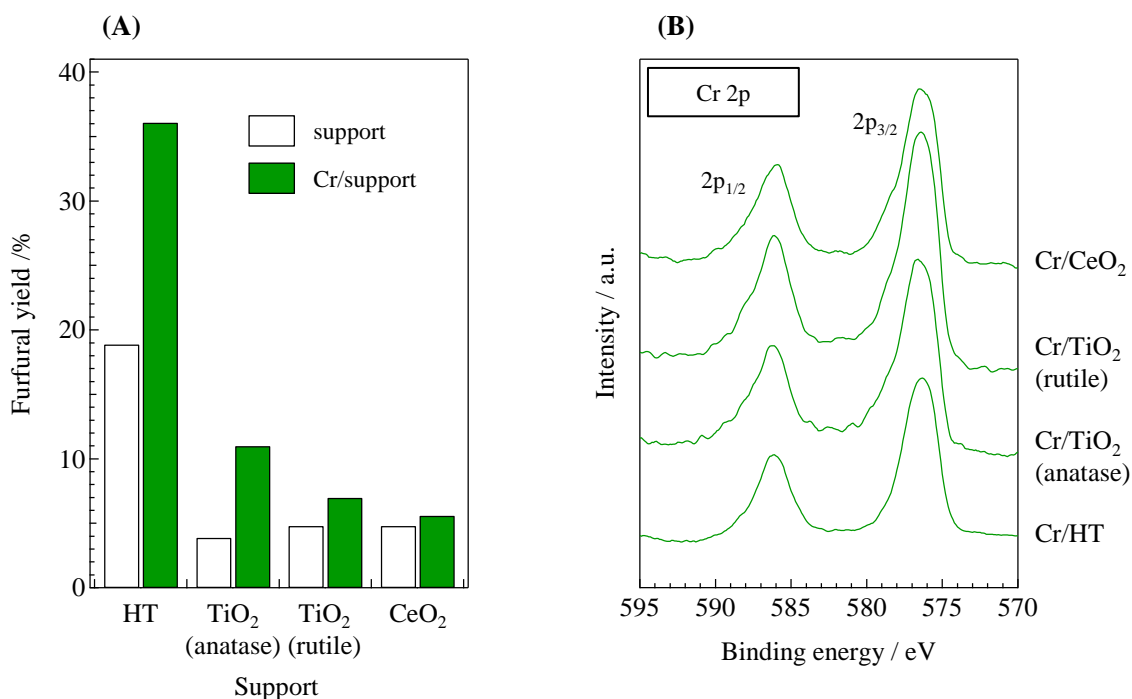 (A)
Furfural yield /%
40
30
20
10
0
support
Cr/support
HT
TiO₂
(anatase)
TiO₂
(rutile)
CeO₂
Support
(B)
Intensity / a.u.
Cr 2p
2p₃/₂
2p₁/₂
Cr/CeO₂
Cr/TiO₂
(rutile)
Cr/TiO₂
(anatase)
Cr/HT
595 590 585 580 575 570
Binding energy / eV